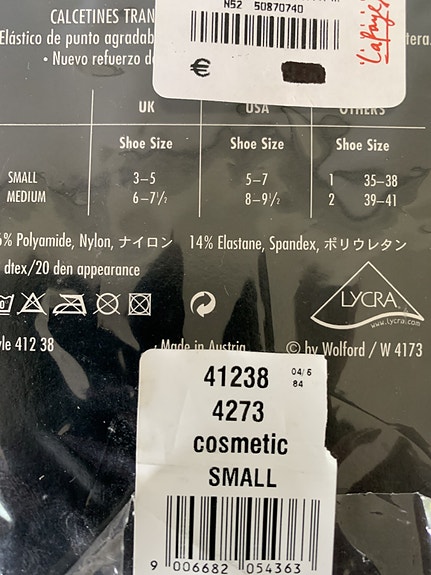 N52 50870740
CALCETINES TRAN
€
Elástico de punto agradab
tera.
• Nuevo refuerzo d
UK USA OTHERS
Shoe Size Shoe Size Shoe Size
SMALL 3–5 5–7 1 35–38
MEDIUM 6–7½ 8–9½ 2 39–41
6% Polyamide, Nylon, ナイロン 14% Elastane, Spandex, ポリウレタン
dtex/20 den appearance
LYCRA®
www.lycra.com
yle 412 38 • Made in Austria © by Wolford / W 4173
41238 04/6
84
4273
cosmetic
SMALL
9 006682 054363